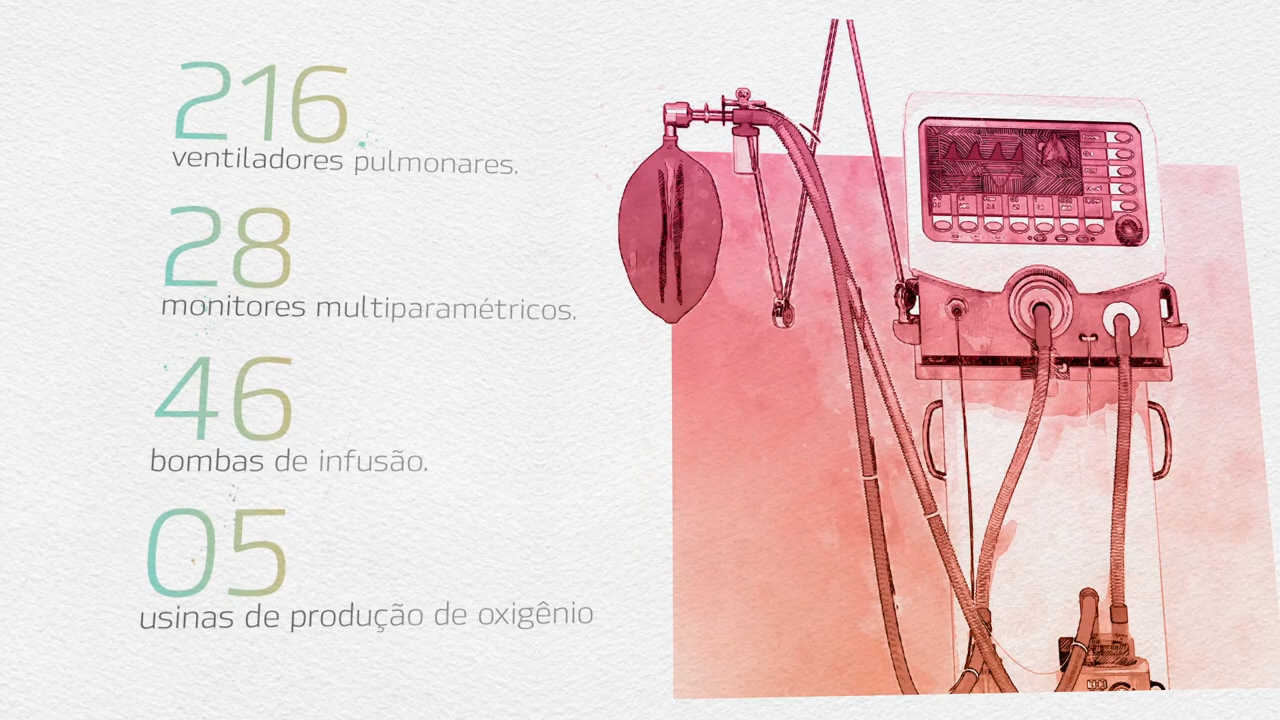 216
ventiladores pulmonares.
28
monitores multiparamétricos.
46
bombas de infusão.
05
usinas de produção de oxigênio